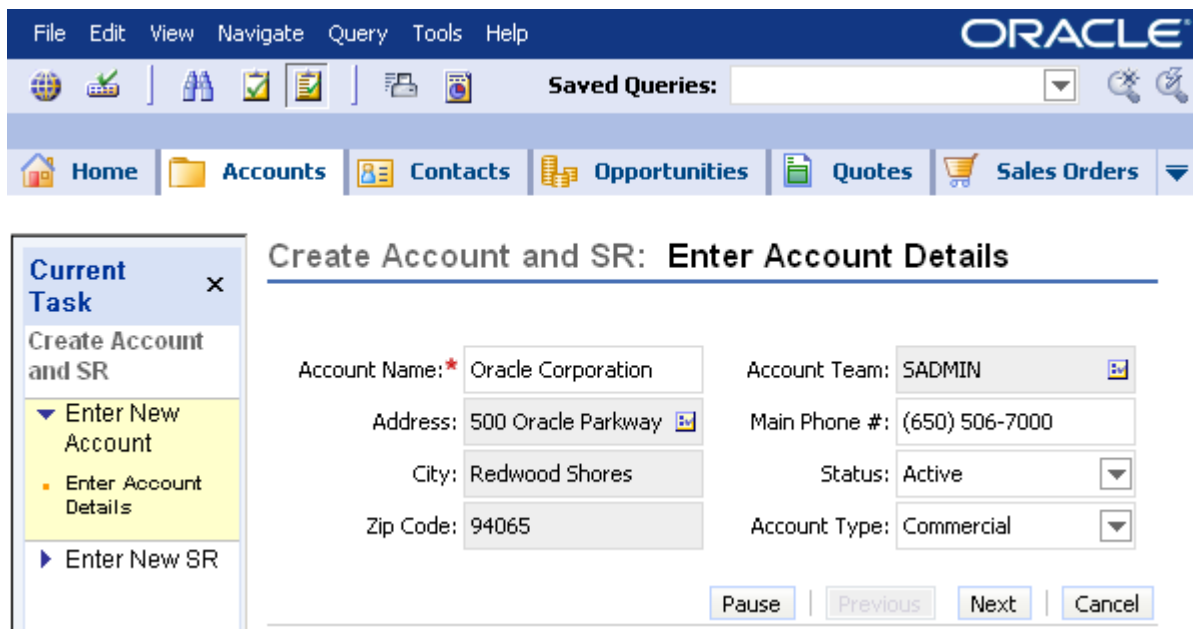 File Edit View Navigate Query Tools Help ORACLE
Saved Queries:
Home Accounts Contacts Opportunities Quotes Sales Orders
Current
Task
Create Account
and SR
Enter New
Account
Enter Account
Details
Enter New SR
Create Account and SR: Enter Account Details
Account Name:* Oracle Corporation Account Team: SADMIN
Address: 500 Oracle Parkway Main Phone #: (650) 506-7000
City: Redwood Shores Status: Active
Zip Code: 94065 Account Type: Commercial
Pause Previous Next Cancel